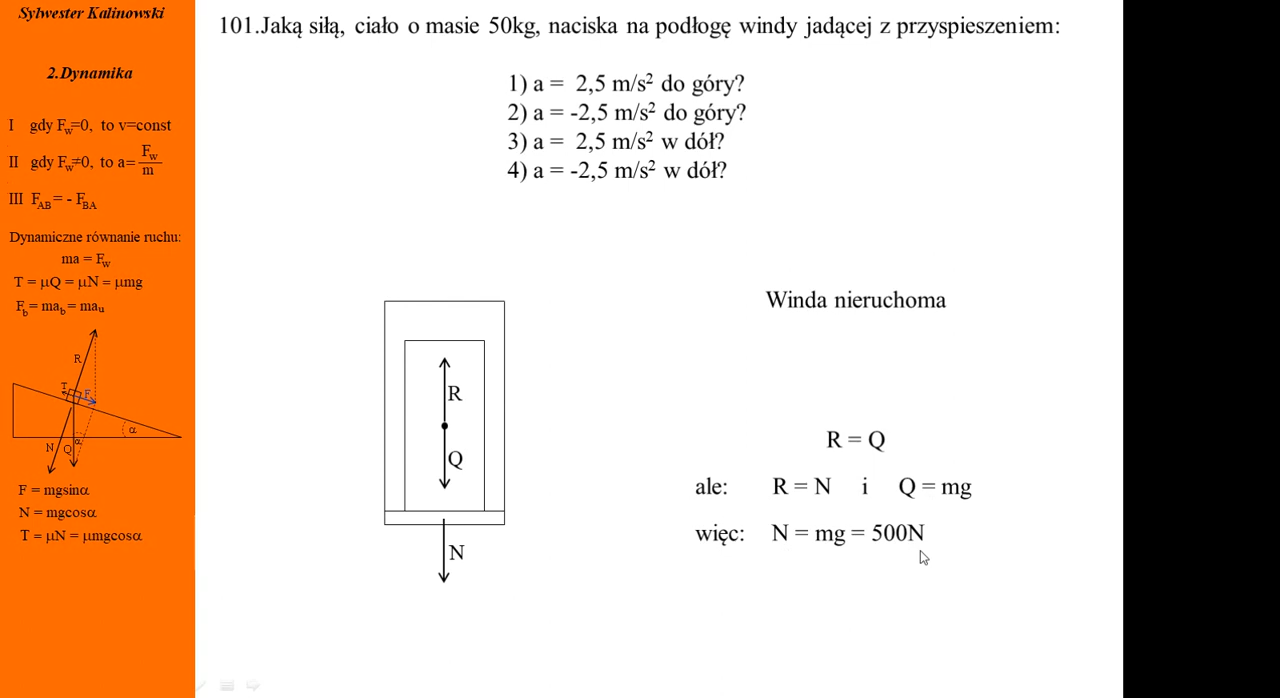 Sylwester Kalinowski
2.Dynamika
I gdy Fw=0, to v=const
II gdy Fw≠0, to a=Fw/m
III FAB = - FBA
Dynamiczne równanie ruchu:
ma = Fw
T = μQ = μN = μmg
Fb = mab = mau
R
T
F
α
N
Q
α
F = mgsinα
N = mgcosα
T = μN = μmgcosα
101.Jaką siłą, ciało o masie 50kg, naciska na podłogę windy jadącej z przyspieszeniem:
1) a = 2,5 m/s² do góry?
2) a = -2,5 m/s² do góry?
3) a = 2,5 m/s² w dół?
4) a = -2,5 m/s² w dół?
R
Q
N
Winda nieruchoma
R = Q
ale: R = N i Q = mg
więc: N = mg = 500N